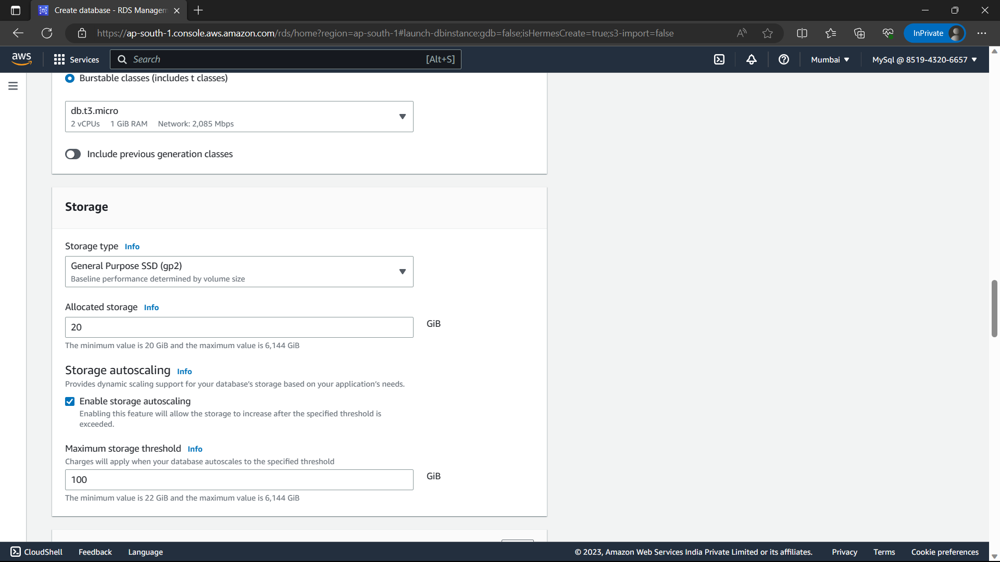 Create database - RDS Managem
https://ap-south-1.console.aws.amazon.com/rds/home?region=ap-south-1#launch-dbinstance:gdb=false;isHermesCreate=true;s3-import=false
InPrivate
aws
Services
Search
[Alt+S]
Mumbai
MySql @ 8519-4320-6657
Burstable classes (includes t classes)
db.t3.micro
2 vCPUs 1 GiB RAM Network: 2,085 Mbps
Include previous generation classes
Storage
Storage type Info
General Purpose SSD (gp2)
Baseline performance determined by volume size
Allocated storage Info
20
GiB
The minimum value is 20 GiB and the maximum value is 6,144 GiB
Storage autoscaling Info
Provides dynamic scaling support for your database's storage based on your application's needs.
Enable storage autoscaling
Enabling this feature will allow the storage to increase after the specified threshold is
exceeded.
Maximum storage threshold Info
Charges will apply when your database autoscales to the specified threshold
100
GiB
The minimum value is 22 GiB and the maximum value is 6,144 GiB
CloudShell
Feedback
Language
© 2023, Amazon Web Services India Private Limited or its affiliates.
Privacy
Terms
Cookie preferences